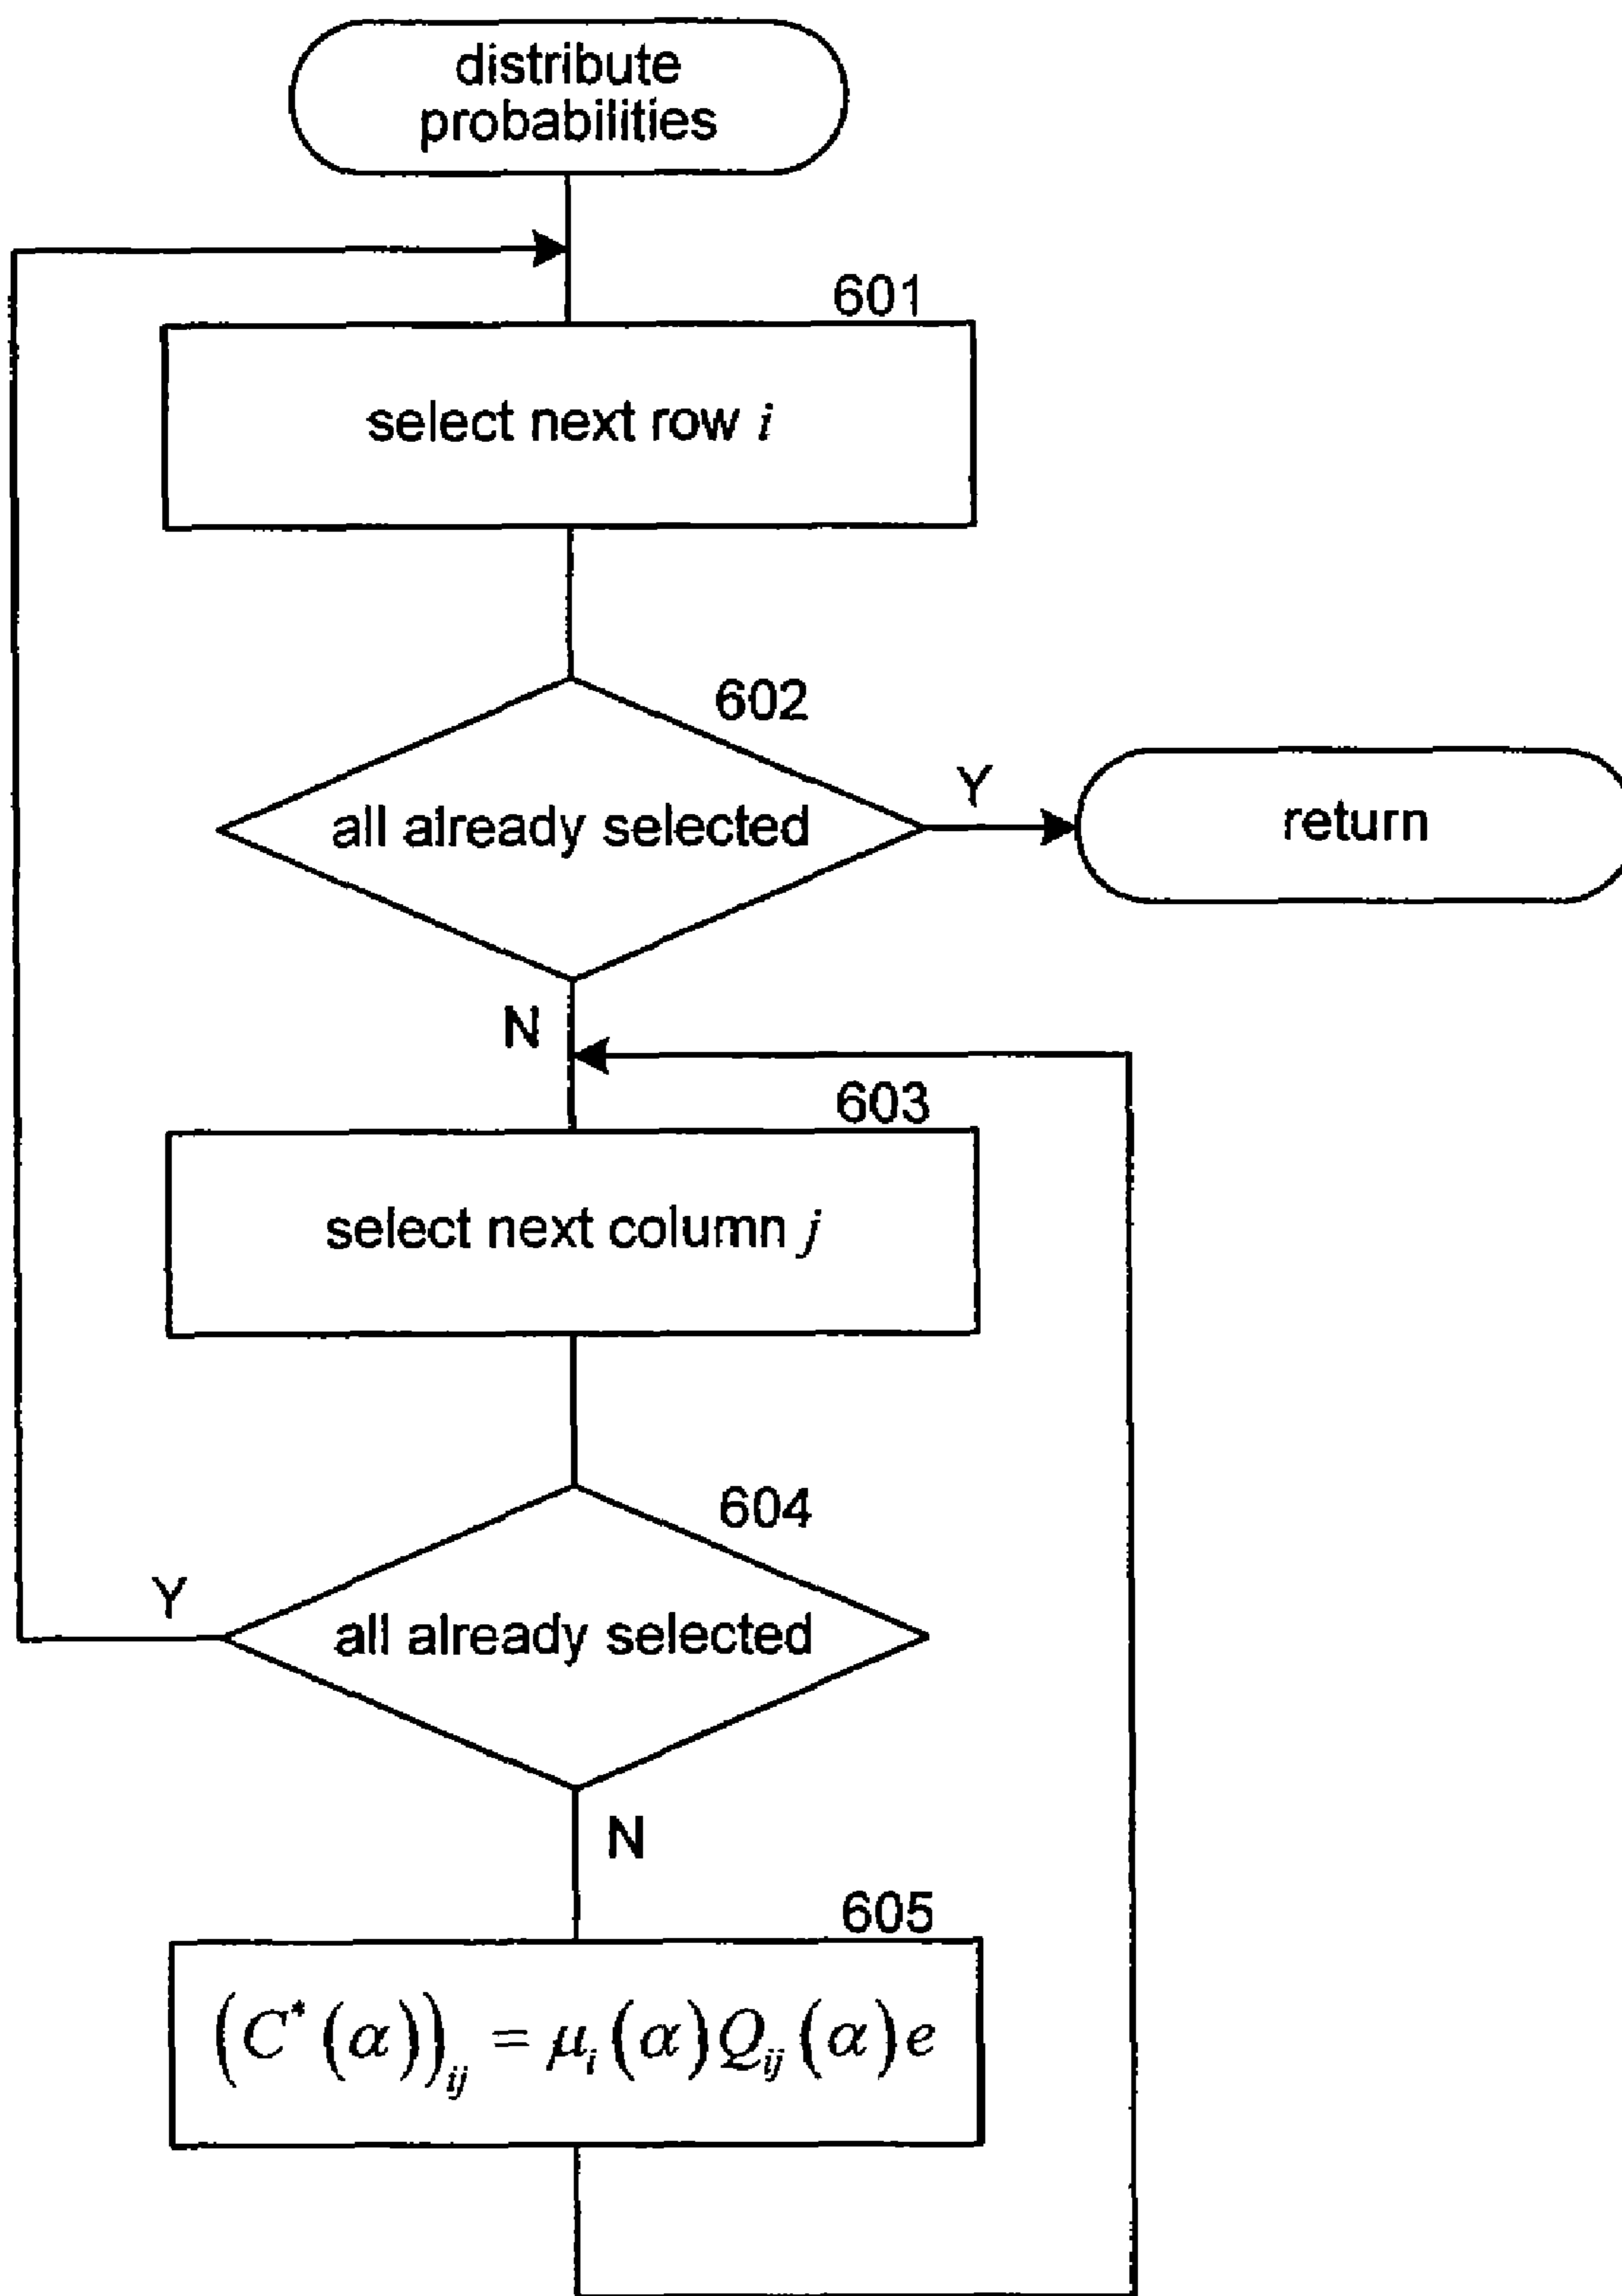 distribute
probabilities
601
select next row i
602
all already selected
Y
return
N
603
select next column j
604
Y
all already selected
N
605
(C*(α))ij = μi(α)Qij(α)e